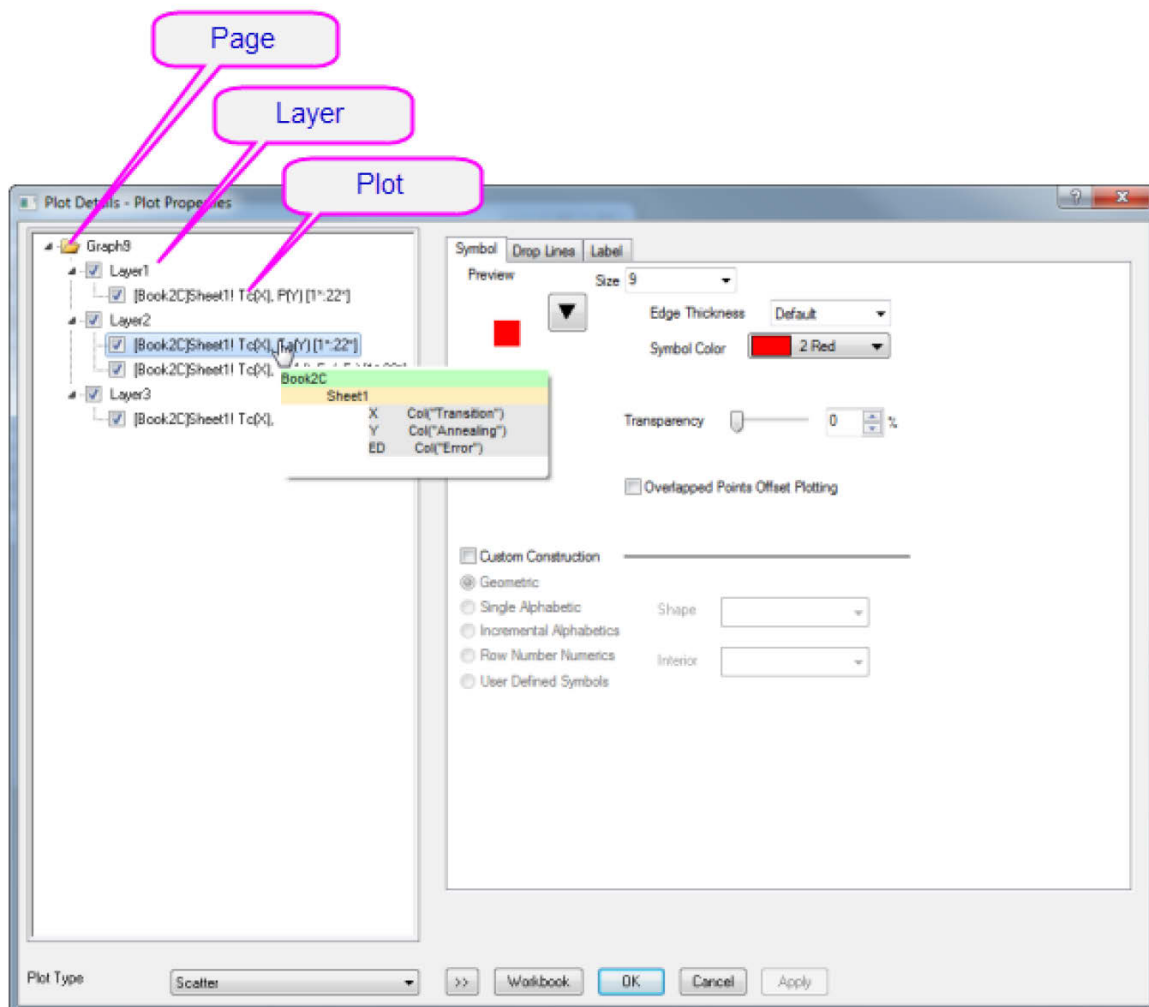 Page
Layer
Plot
Plot Details - Plot Properties
Graph9
Layer1
[Book2C]Sheet1! Tc(X), P(Y) [1*:22*]
Layer2
[Book2C]Sheet1! Tc(X), Ta(Y) [1*:22*]
[Book2C]Sheet1! Tc(X),
Layer3
[Book2C]Sheet1! Tc(X),
Book2C
Sheet1
X Col("Transition")
Y Col("Annealing")
ED Col("Error")
Symbol Drop Lines Label
Preview Size 9
Edge Thickness Default
Symbol Color 2 Red
Transparency 0 %
Overlapped Points Offset Plotting
Custom Construction
Geometric
Single Alphabetic Shape
Incremental Alphabetics
Row Number Numerics Interior
User Defined Symbols
Plot Type Scatter >> Workbook OK Cancel Apply